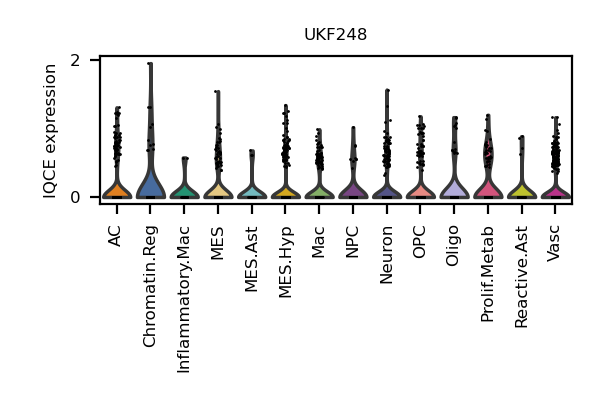 UKF248
IQCE expression
2
0
AC
Chromatin.Reg
Inflammatory.Mac
MES
MES.Ast
MES.Hyp
Mac
NPC
Neuron
OPC
Oligo
Prolif.Metab
Reactive.Ast
Vasc